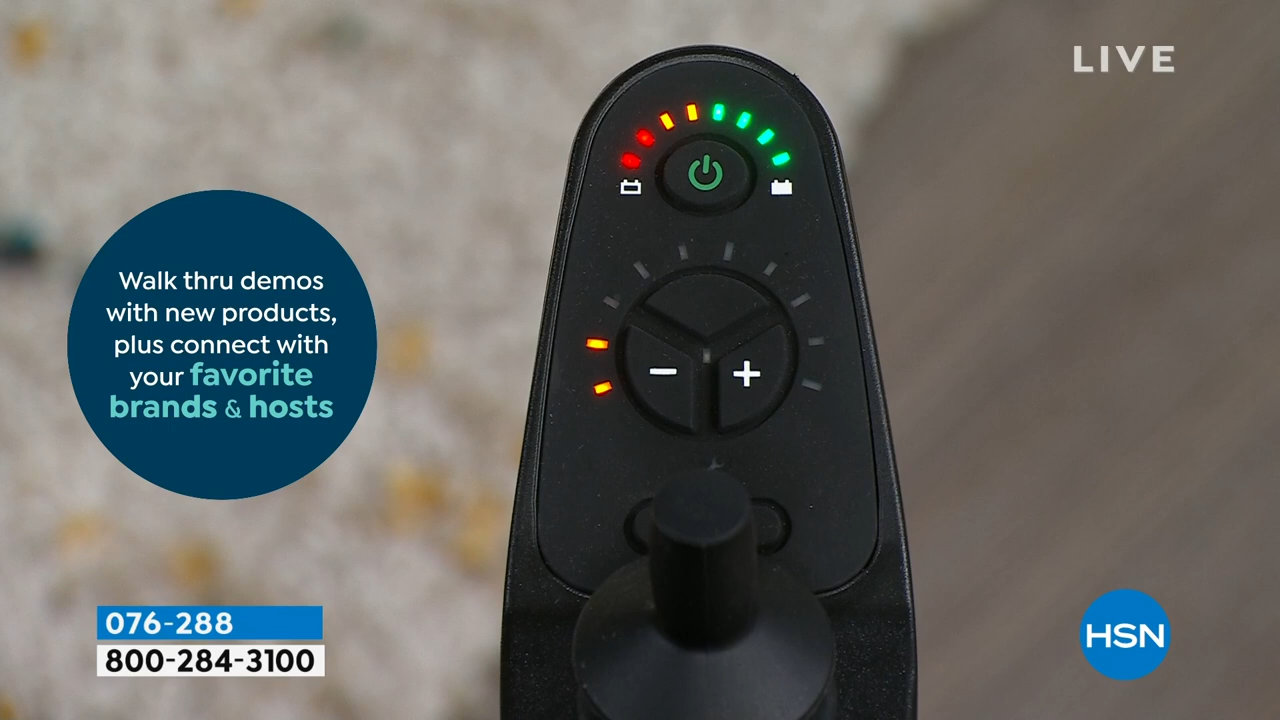 LIVE
Walk thru demos
with new products,
plus connect with
your favorite
brands & hosts
076-288
800-284-3100
HSN